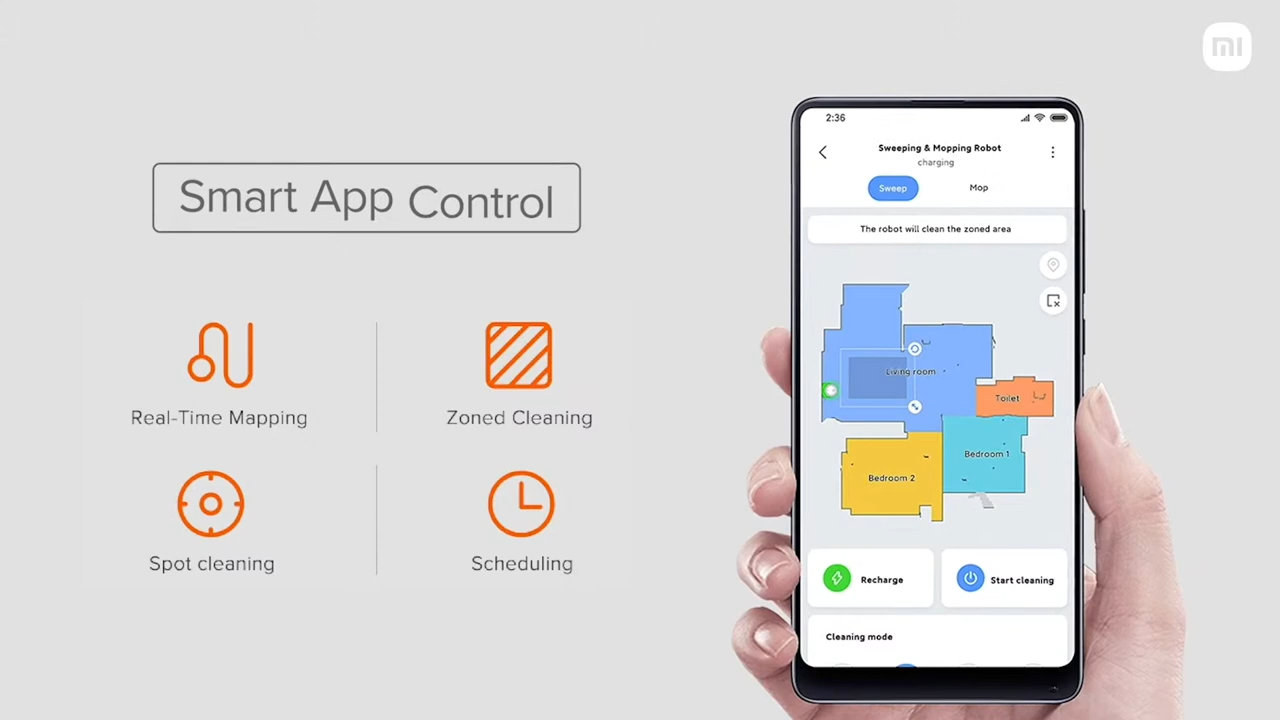 mi
Smart App Control
Real-Time Mapping
Zoned Cleaning
Spot cleaning
Scheduling
2:36
Sweeping & Mopping Robot
charging
Sweep
Mop
The robot will clean the zoned area
Living room
Toilet
Bedroom 1
Bedroom 2
Recharge
Start cleaning
Cleaning mode